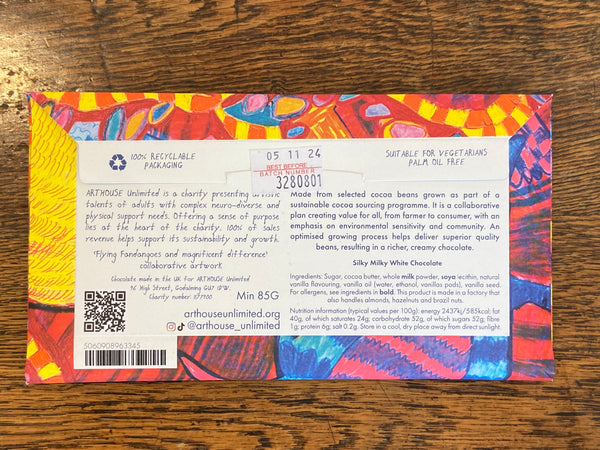 100% RECYCLABLE
PACKAGING
05 11 24
BEST BEFORE
BATCH NUMBER
3280801
SUITABLE FOR VEGETARIANS
PALM OIL FREE
ARTHOUSE Unlimited is a charity presenting artistic
talents of adults with complex neuro-diverse and
physical support needs. Offering a sense of purpose
lies at the heart of the charity. 100% of sales
revenue helps support its sustainability and growth.
'Flying Fandangoes and magnificent difference'
collaborative artwork
Chocolate made in the UK for ARTHOUSE Unlimited
96 High Street, Godalming GU7 1DW.
Charity number:
Min 85G
arthouseunlimited.org
@arthouse_unlimited
5060908963345
Made from selected cocoa beans grown as part of a
sustainable cocoa sourcing programme. It is a collaborative
plan creating value for all, from farmer to consumer, with an
emphasis on environmental sensitivity and community. An
optimised growing process helps deliver superior quality
beans, resulting in a richer, creamy chocolate.
Silky Milky White Chocolate
Ingredients: Sugar, cocoa butter, whole milk powder, soya lecithin, natural
vanilla flavouring, vanilla oil (water, ethanol, vanillas pads), vanilla seed.
For allergens, see ingredients in bold. This product is made in a factory that
also handles almonds, hazelnuts and brazil nuts.
Nutrition information (typical values per 100g): energy 2437kj/585kcal; fat
40g, of which saturates 24g; carbohydrate 52g, of which sugars 52g; fibre
1g; protein 6g; salt 0.2g. Store in a cool, dry place away from direct sunlight.